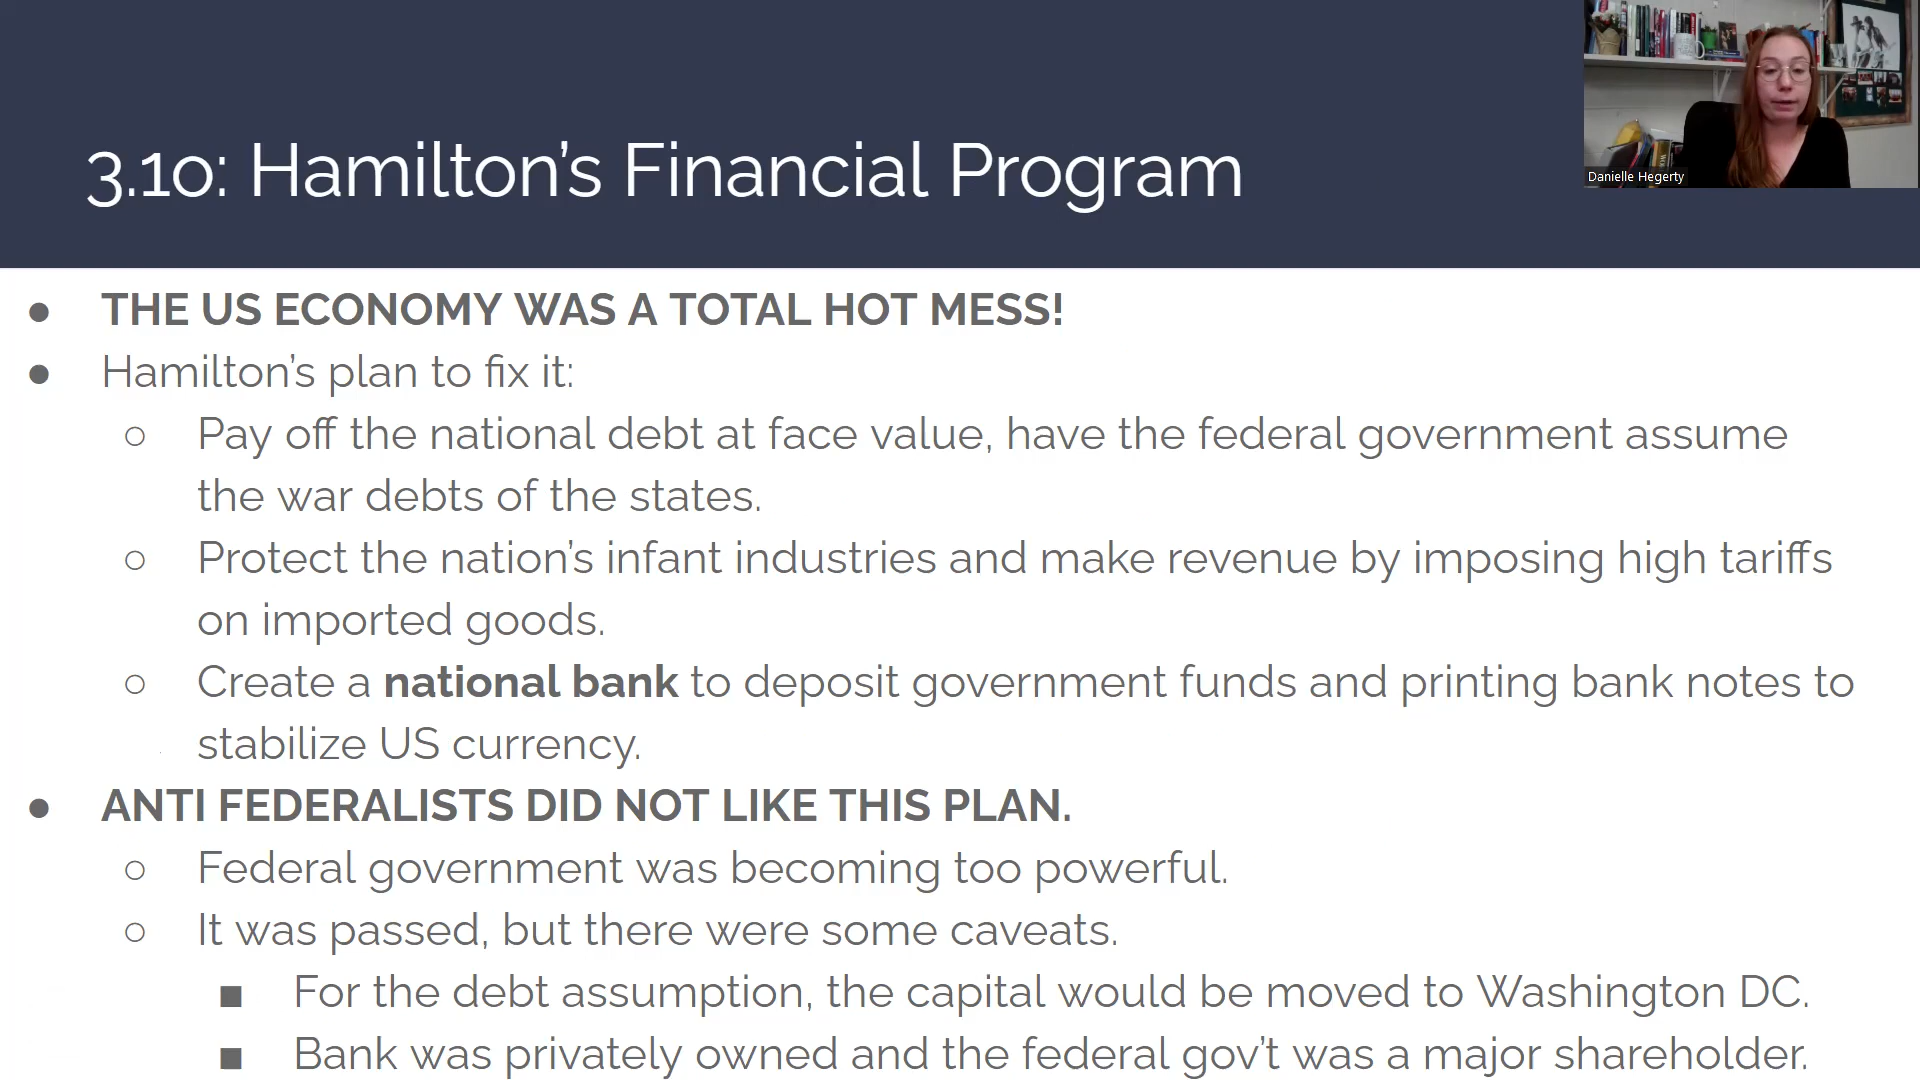 Danielle Hegerty
3.10: Hamilton's Financial Program
● THE US ECONOMY WAS A TOTAL HOT MESS!
● Hamilton's plan to fix it:
○ Pay off the national debt at face value, have the federal government assume
the war debts of the states.
○ Protect the nation's infant industries and make revenue by imposing high tariffs
on imported goods.
○ Create a national bank to deposit government funds and printing bank notes to
stabilize US currency.
● ANTI FEDERALISTS DID NOT LIKE THIS PLAN.
○ Federal government was becoming too powerful.
○ It was passed, but there were some caveats.
■ For the debt assumption, the capital would be moved to Washington DC.
■ Bank was privately owned and the federal gov't was a major shareholder.